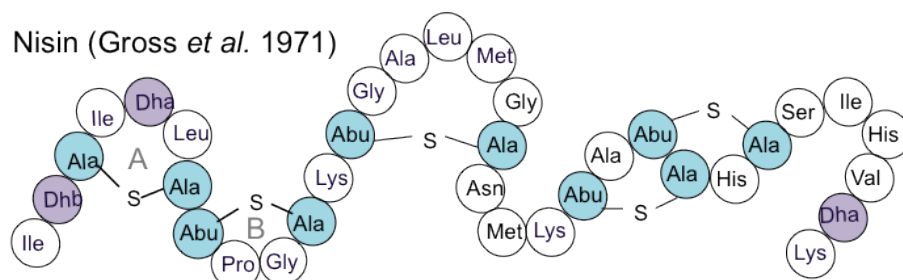 Nisin (Gross et al. 1971)
Ile
Dhb
Ala
Ile
Dha
Leu
Ala
S
A
Abu
Pro
Gly
Ala
S
B
Lys
Abu
Gly
Ala
Leu
Met
Gly
Ala
S
Asn
Met
Lys
Abu
Ala
Abu
Ala
S
His
Ala
S
Ser
Ile
His
Val
Dha
Lys